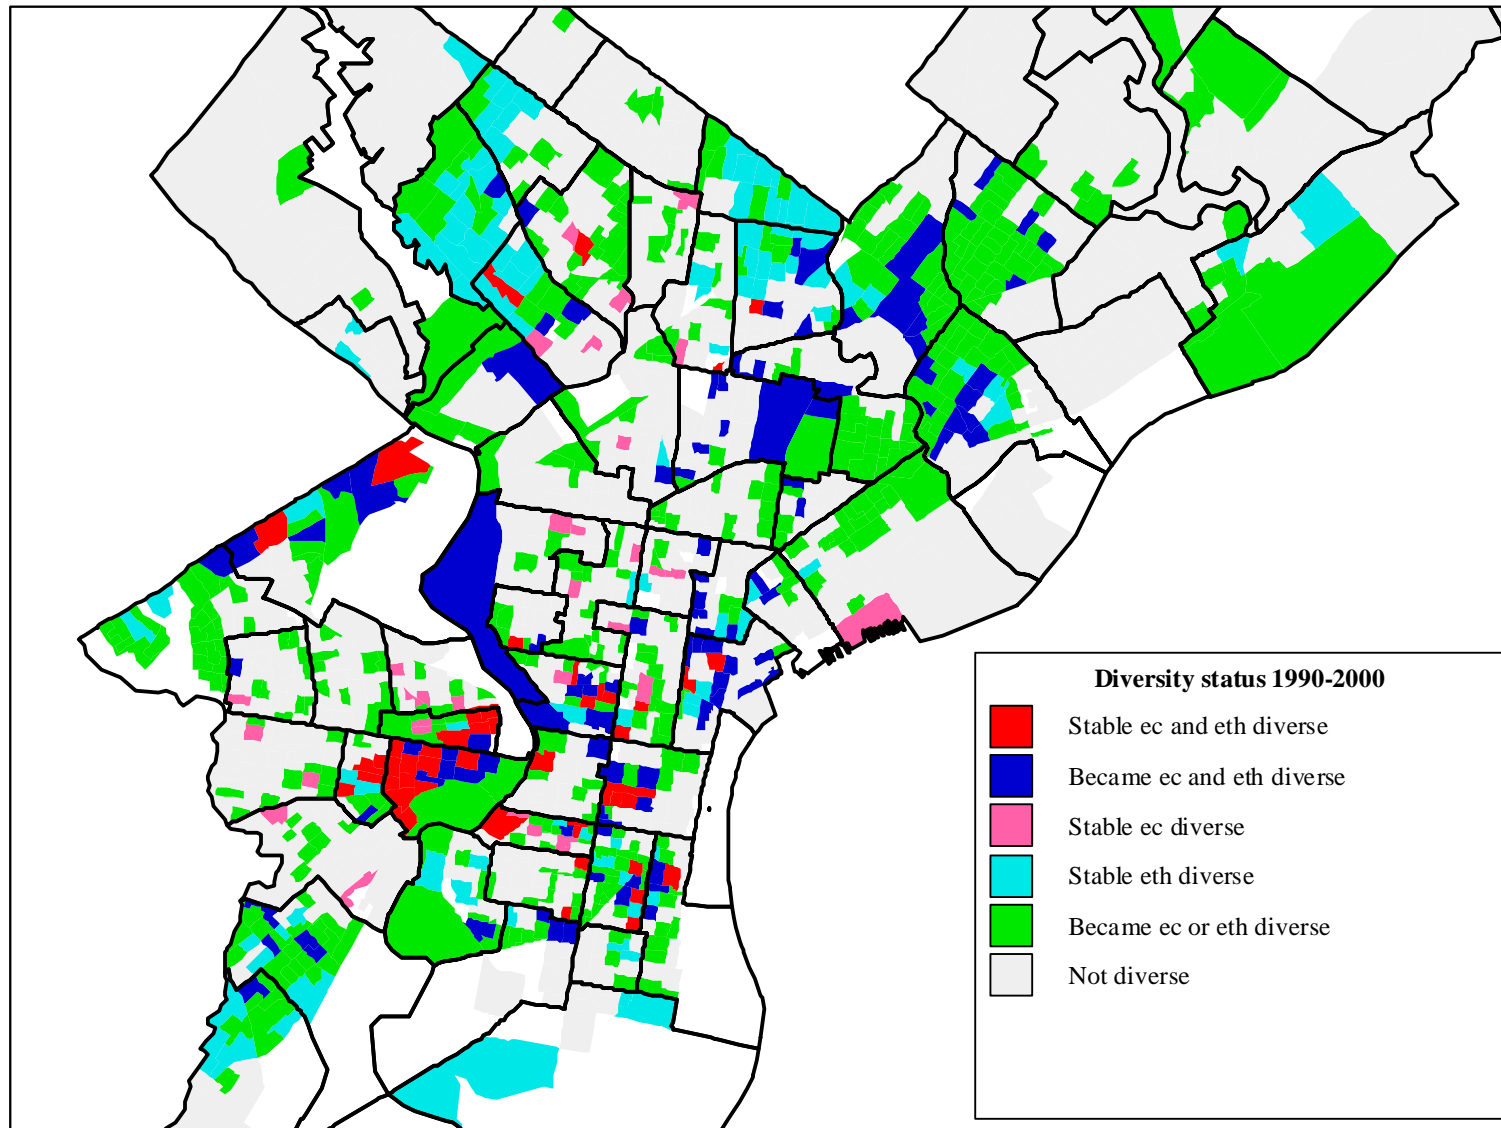 Diversity status 1990-2000
Stable ec and eth diverse
Became ec and eth diverse
Stable ec diverse
Stable eth diverse
Became ec or eth diverse
Not diverse